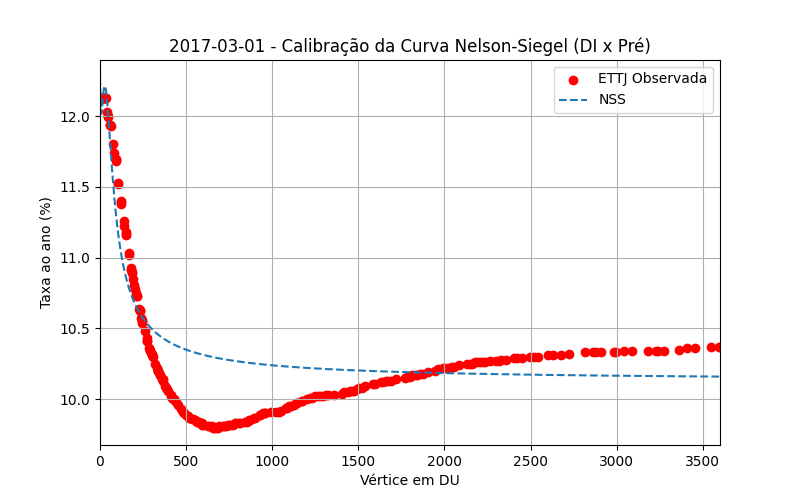 2017-03-01 - Calibração da Curva Nelson-Siegel (DI x Pré)
ETTJ Observada
NSS
Taxa ao ano (%)
12.0
11.5
11.0
10.5
10.0
0 500 1000 1500 2000 2500 3000 3500
Vértice em DU